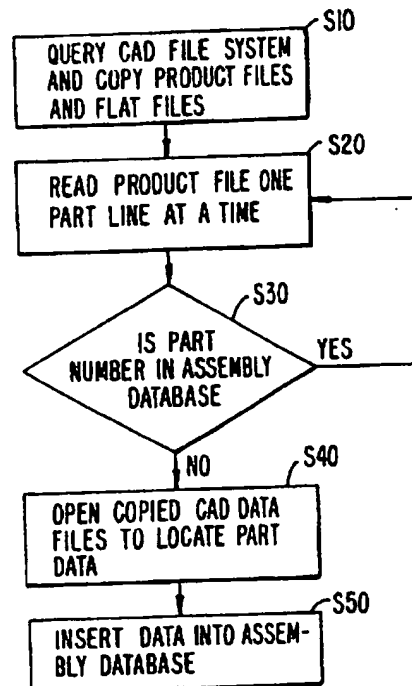 S10
QUERY CAD FILE SYSTEM
AND COPY PRODUCT FILES
AND FLAT FILES
S20
READ PRODUCT FILE ONE
PART LINE AT A TIME
S30
IS PART
NUMBER IN ASSEMBLY
DATABASE
YES
NO
S40
OPEN COPIED CAD DATA
FILES TO LOCATE PART
DATA
S50
INSERT DATA INTO ASSEM-
BLY DATABASE